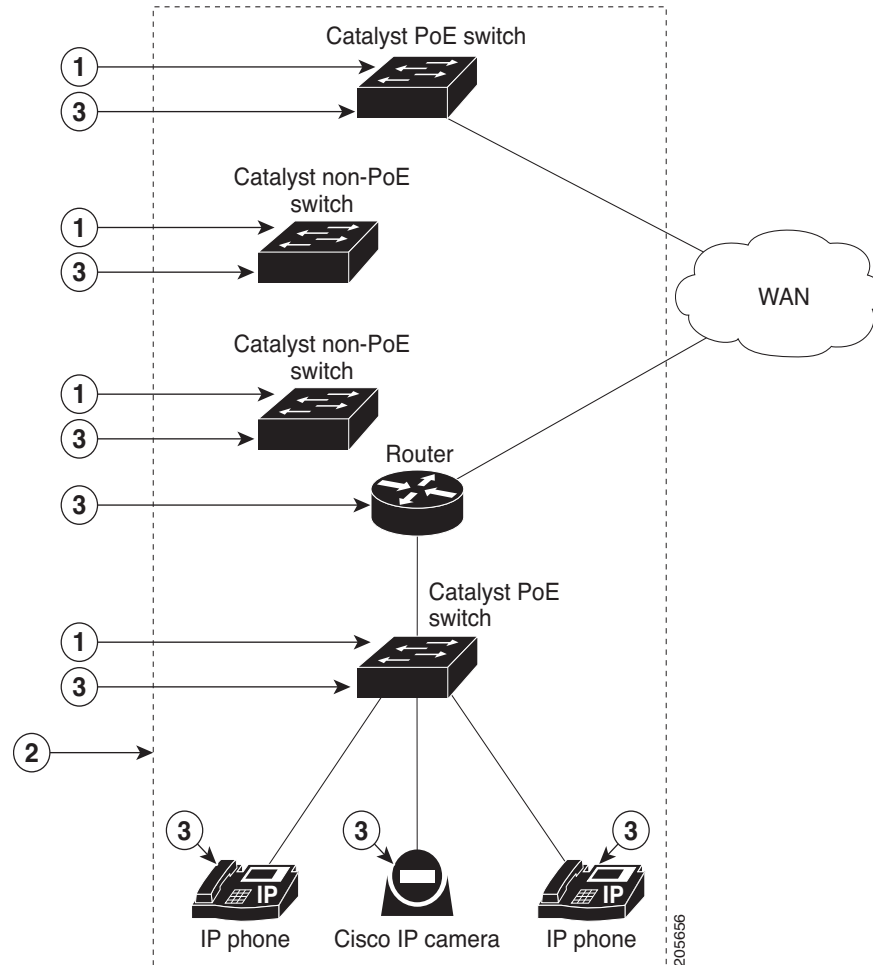 Catalyst PoE switch
1
3
Catalyst non-PoE
switch
1
3
WAN
Catalyst non-PoE
switch
1
3
Router
3
Catalyst PoE
switch
1
3
2
3
3
3
IP
IP
IP phone
Cisco IP camera
IP phone
205656